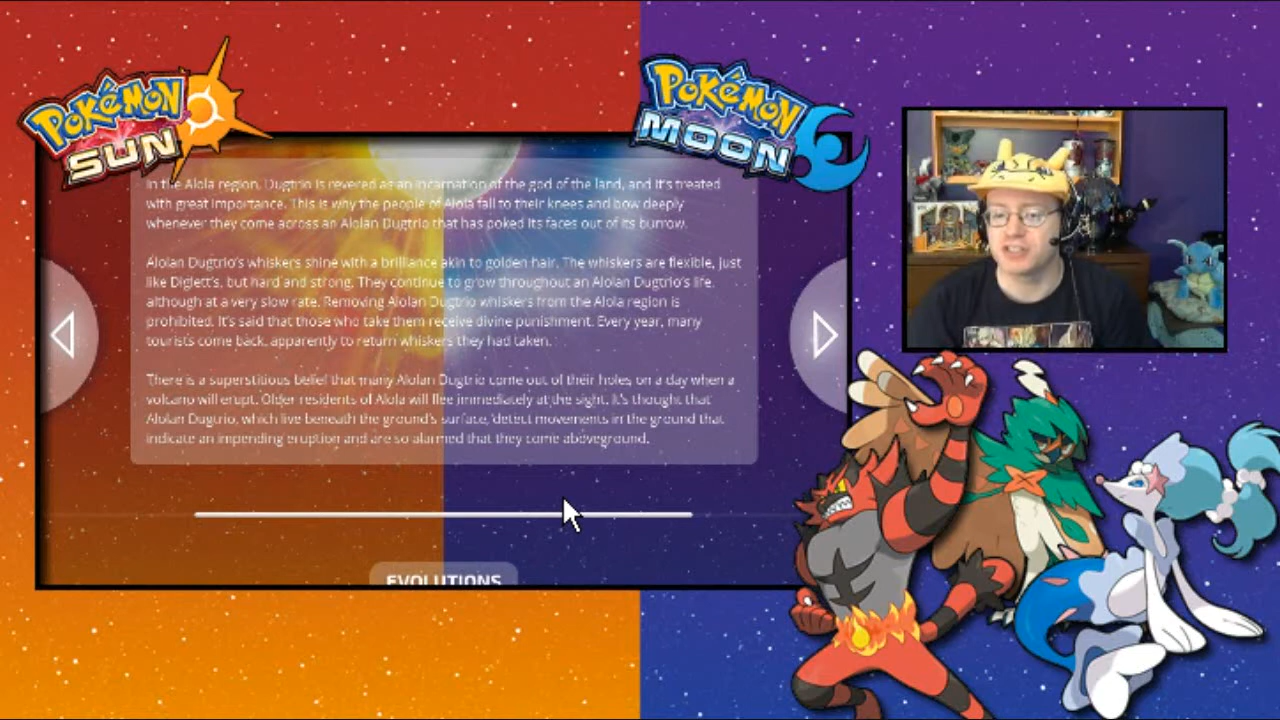 POKéMON
SUN
POKéMON
MOON
In the Alola region, Dugtrio is revered as an incarnation of the god of the land, and it's treated
with great importance. This is why the people of Alola fall to their knees and bow deeply
whenever they come across an Alolan Dugtrio that has poked its faces out of its burrow.
Alolan Dugtrio's whiskers shine with a brilliance akin to golden hair. The whiskers are flexible, just
like Diglett's, but hard and strong. They continue to grow throughout an Alolan Dugtrio's life,
although at a very slow rate. Removing Alolan Dugtrio whiskers from the Alola region is
prohibited. It's said that those who take them receive divine punishment. Every year, many
tourists come back, apparently to return whiskers they had taken.
There is a superstitious belief that many Alolan Dugtrio come out of their holes on a day when a
volcano will erupt. Older residents of Alola will flee immediately at the sight. It's thought that
Alolan Dugtrio, which live beneath the ground's surface, detect movements in the ground that
indicate an impending eruption and are so alarmed that they come aboveground.
EVOLUTIONS